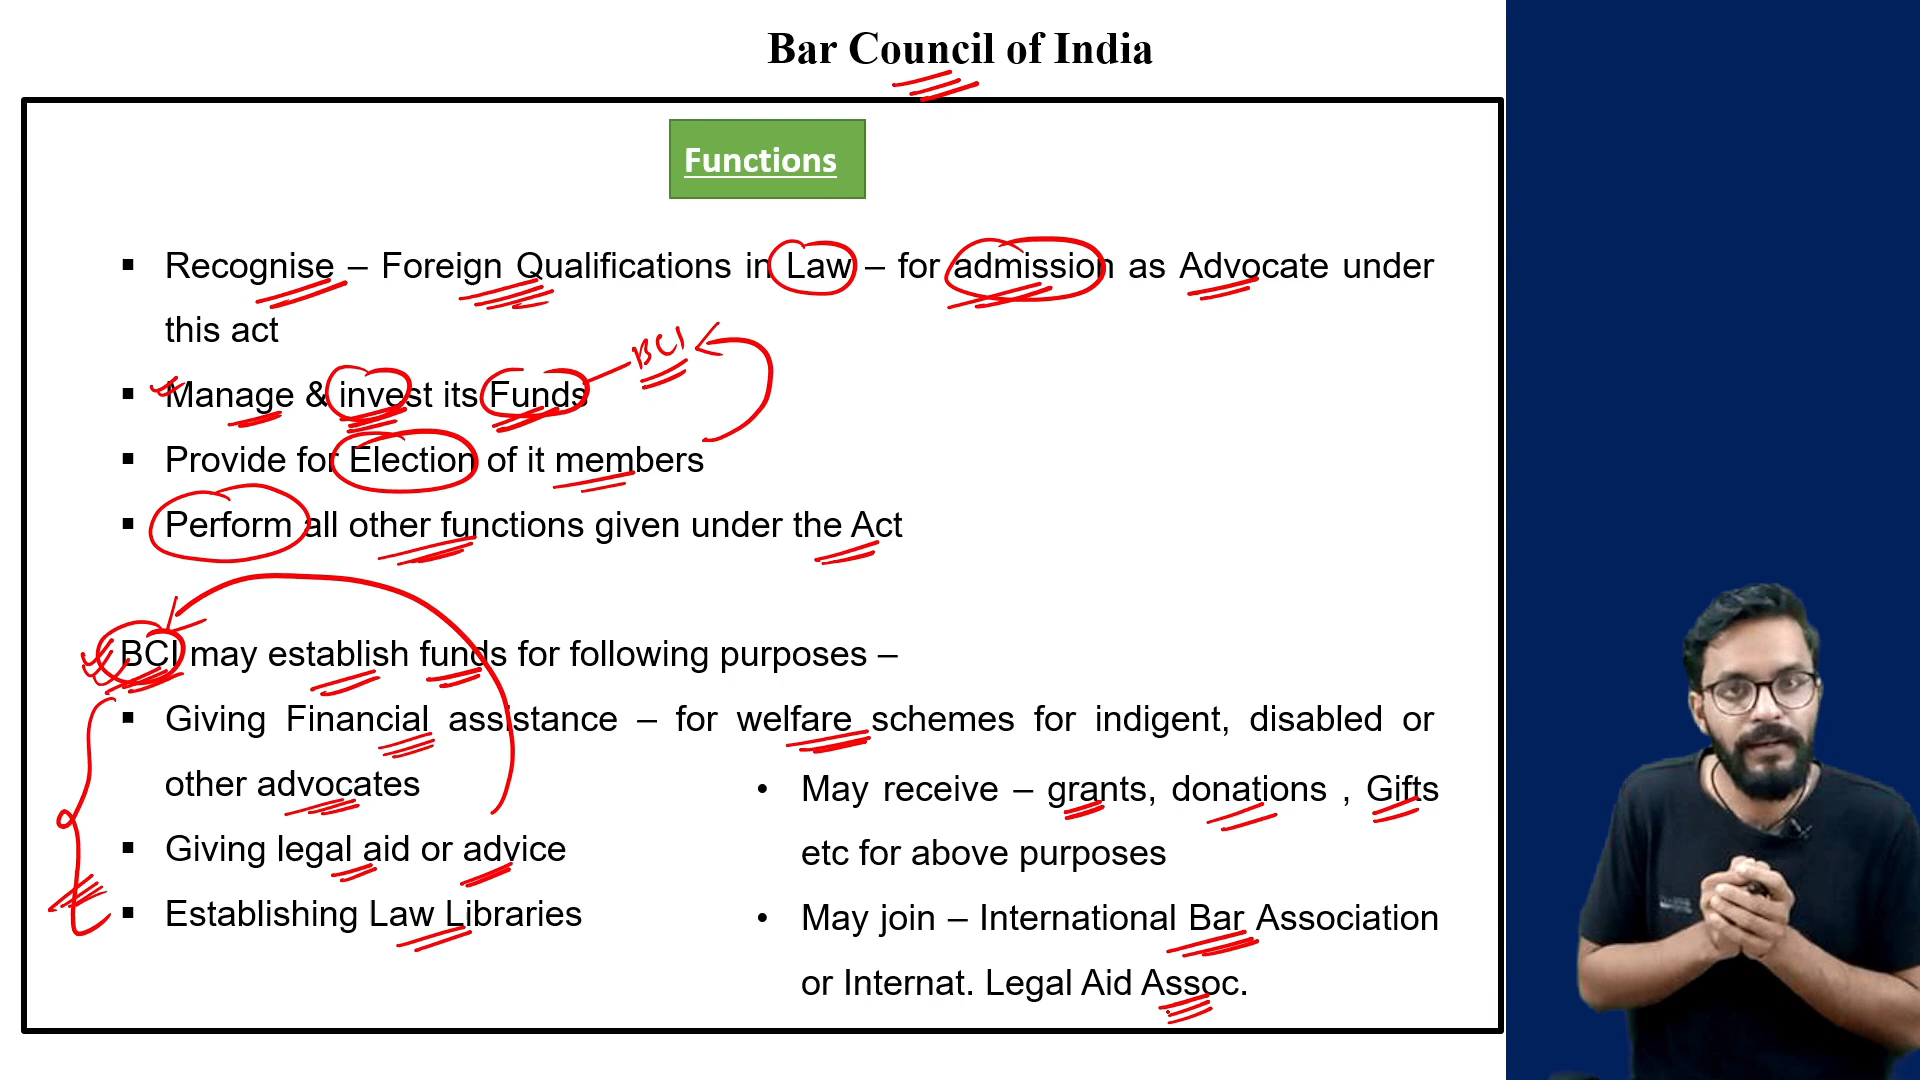 Bar Council of India
Functions
▪ Recognise – Foreign Qualifications in Law – for admission as Advocate under
this act
BCI
▪ Manage & invest its Funds
▪ Provide for Election of it members
▪ Perform all other functions given under the Act
BCI may establish funds for following purposes –
▪ Giving Financial assistance – for welfare schemes for indigent, disabled or
other advocates
▪ Giving legal aid or advice
▪ Establishing Law Libraries
• May receive – grants, donations , Gifts
etc for above purposes
• May join – International Bar Association
or Internat. Legal Aid Assoc.